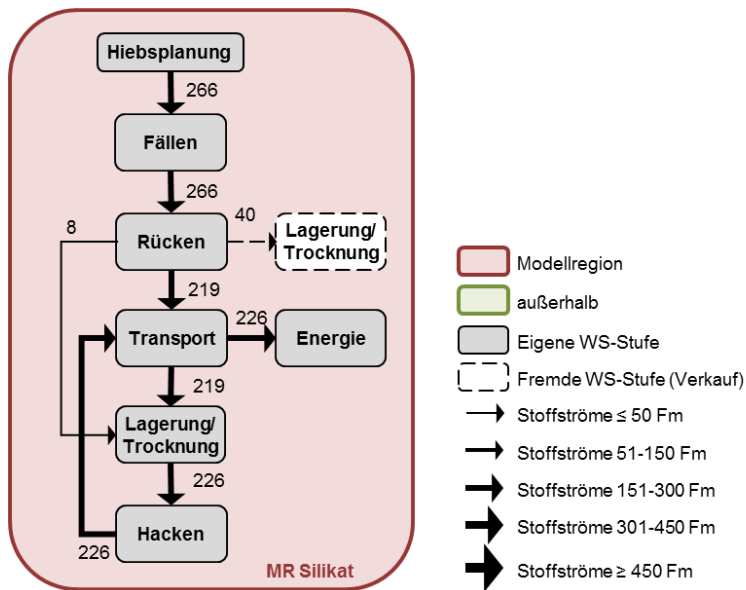 Hiebsplanung
266
Fällen
266
8
40
Rücken
Lagerung/
Trocknung
219
226
Transport
Energie
219
Lagerung/
Trocknung
226
Hacken
226
MR Silikat
Modellregion
außerhalb
Eigene WS-Stufe
Fremde WS-Stufe (Verkauf)
Stoffströme ≤ 50 Fm
Stoffströme 51-150 Fm
Stoffströme 151-300 Fm
Stoffströme 301-450 Fm
Stoffströme ≥ 450 Fm